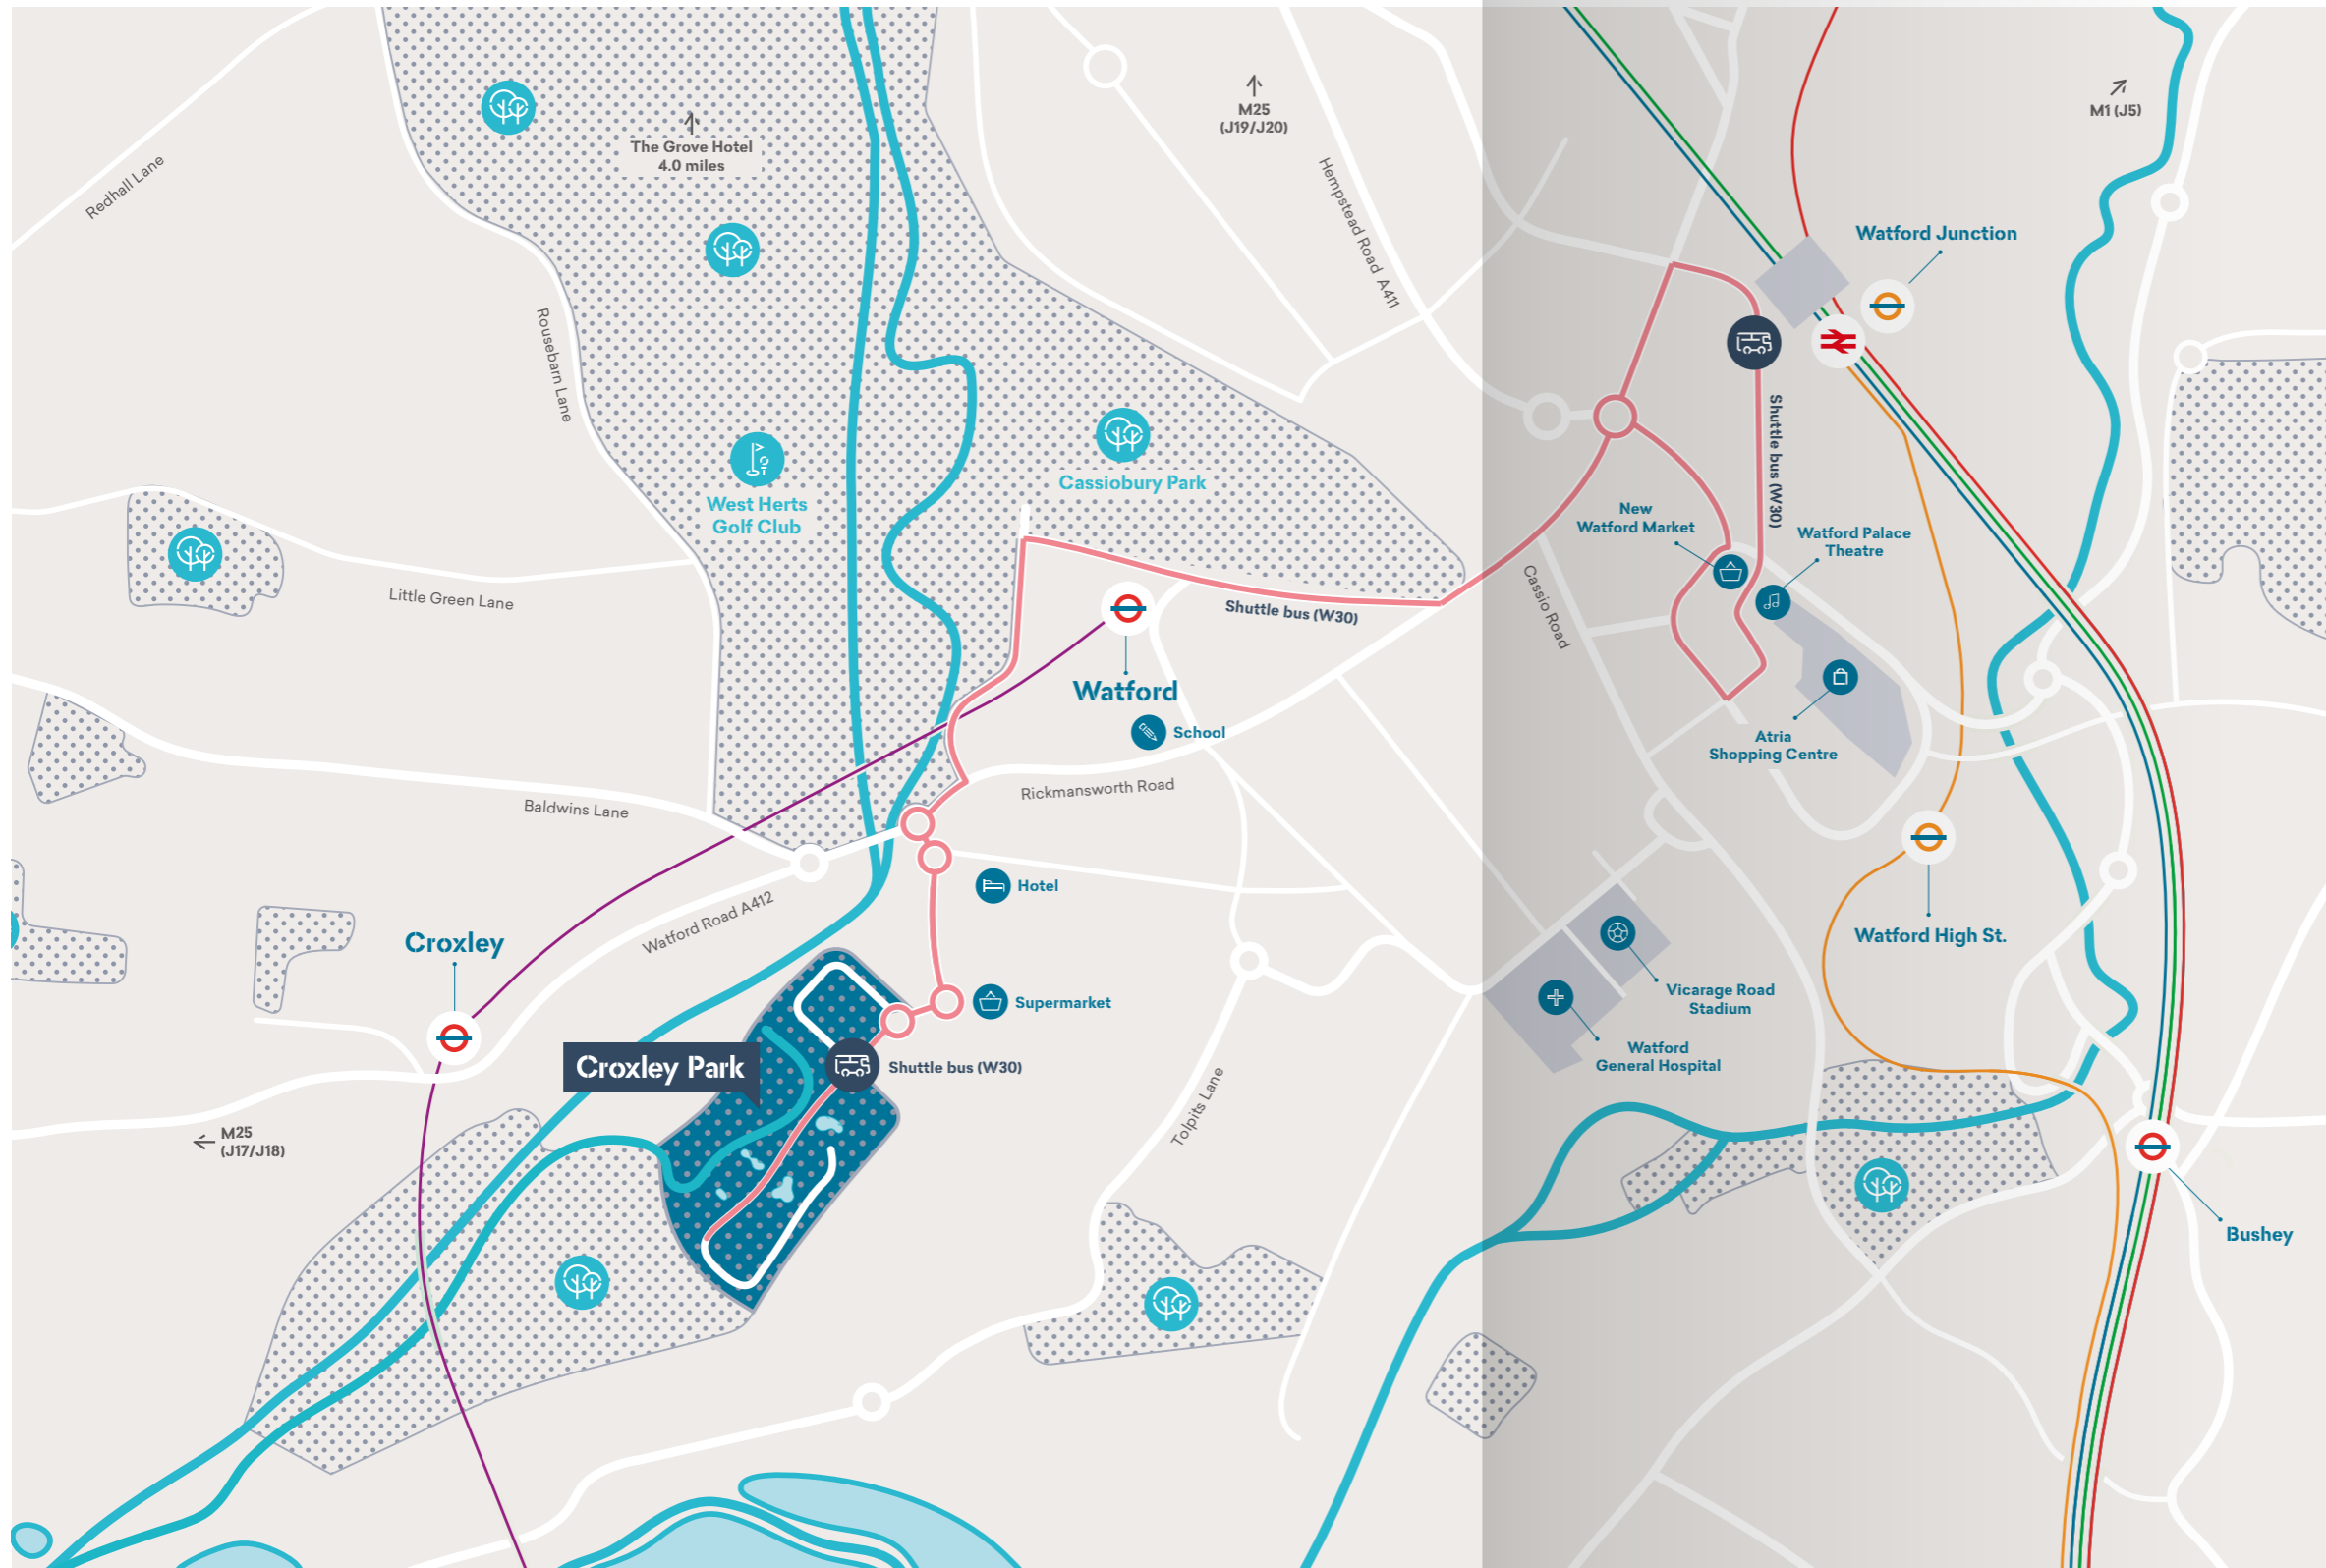 M25
(J19/J20)
M1 (J5)
The Grove Hotel
4.0 miles
Redhall Lane
Hempstead Road A411
Watford Junction
Rousebarn Lane
Cassiobury Park
West Herts
Golf Club
Shuttle bus (W30)
New
Watford Market
Watford Palace
Theatre
Little Green Lane
Shuttle bus (W30)
Cassio Road
Watford
School
Atria
Shopping Centre
Rickmansworth Road
Baldwins Lane
Hotel
Watford Road A412
Croxley
Watford High St.
Supermarket
Vicarage Road
Stadium
Croxley Park
Shuttle bus (W30)
Watford
General Hospital
Tolpits Lane
M25
(J17/J18)
Bushey